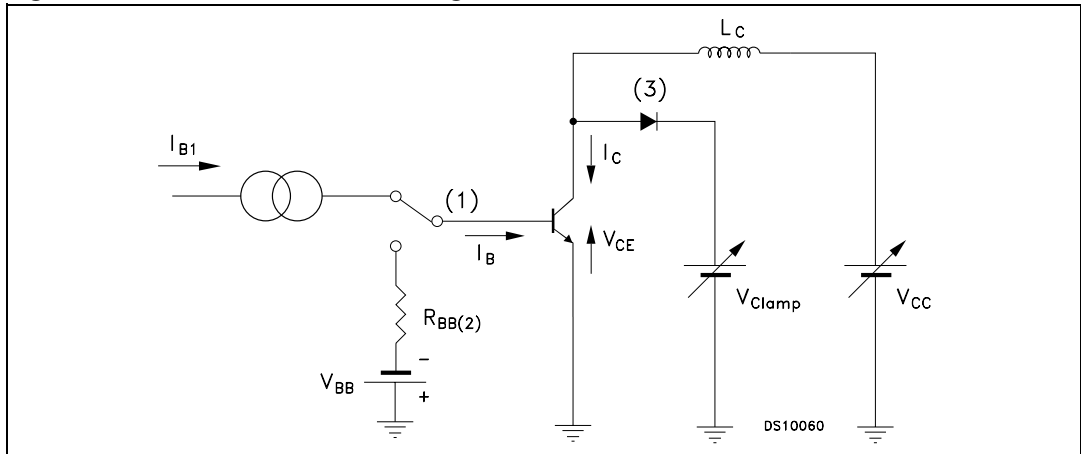 L_C
(3)
I_B1
I_C
(1)
I_B
V_CE
R_BB(2)
V_Clamp
V_CC
−
V_BB
+
DS10060